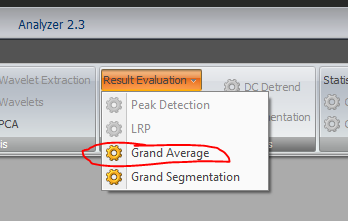 Analyzer 2.3
Wavelet Extraction
Wavelets
PCA
Result Evaluation
DC Detrend
Statis
Peak Detection
LRP
Grand Average
Grand Segmentation